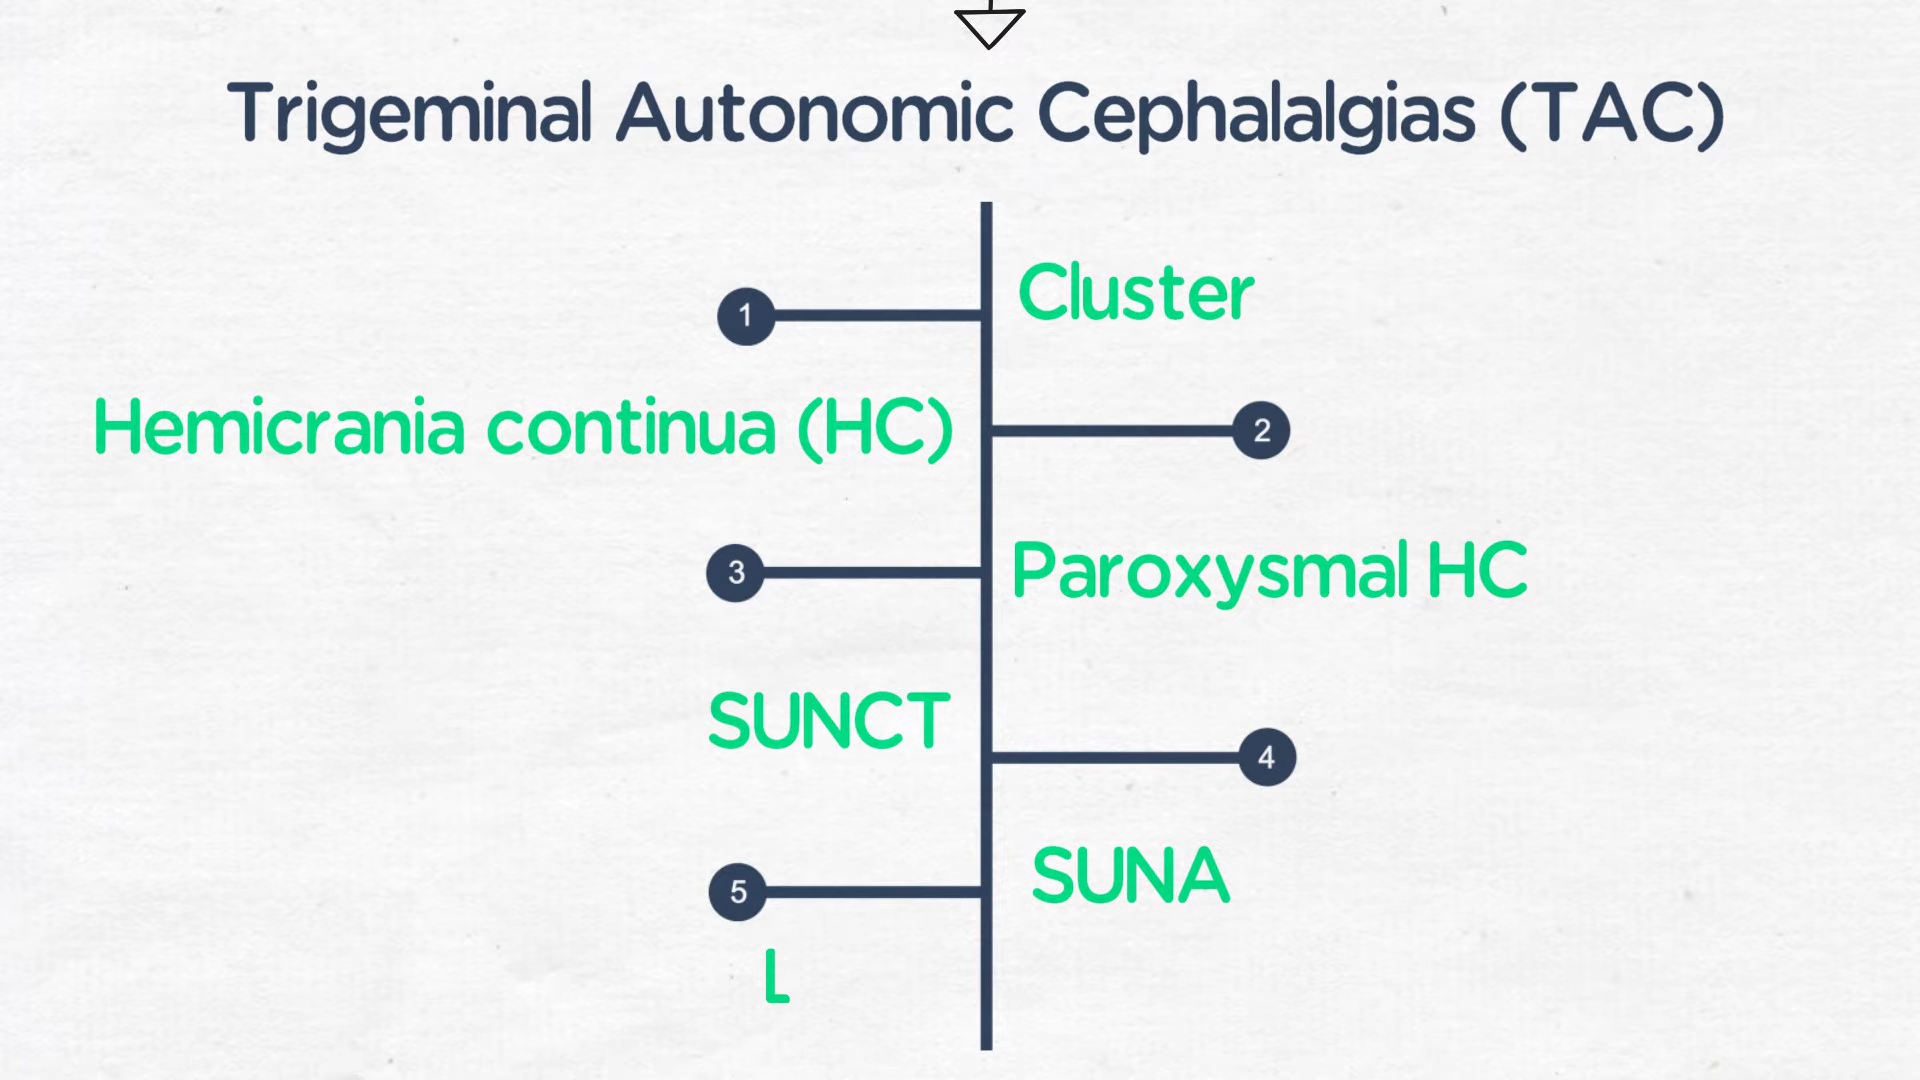 Trigeminal Autonomic Cephalalgias (TAC)
1
Cluster
Hemicrania continua (HC)
2
3
Paroxysmal HC
SUNCT
4
SUNA
5
L